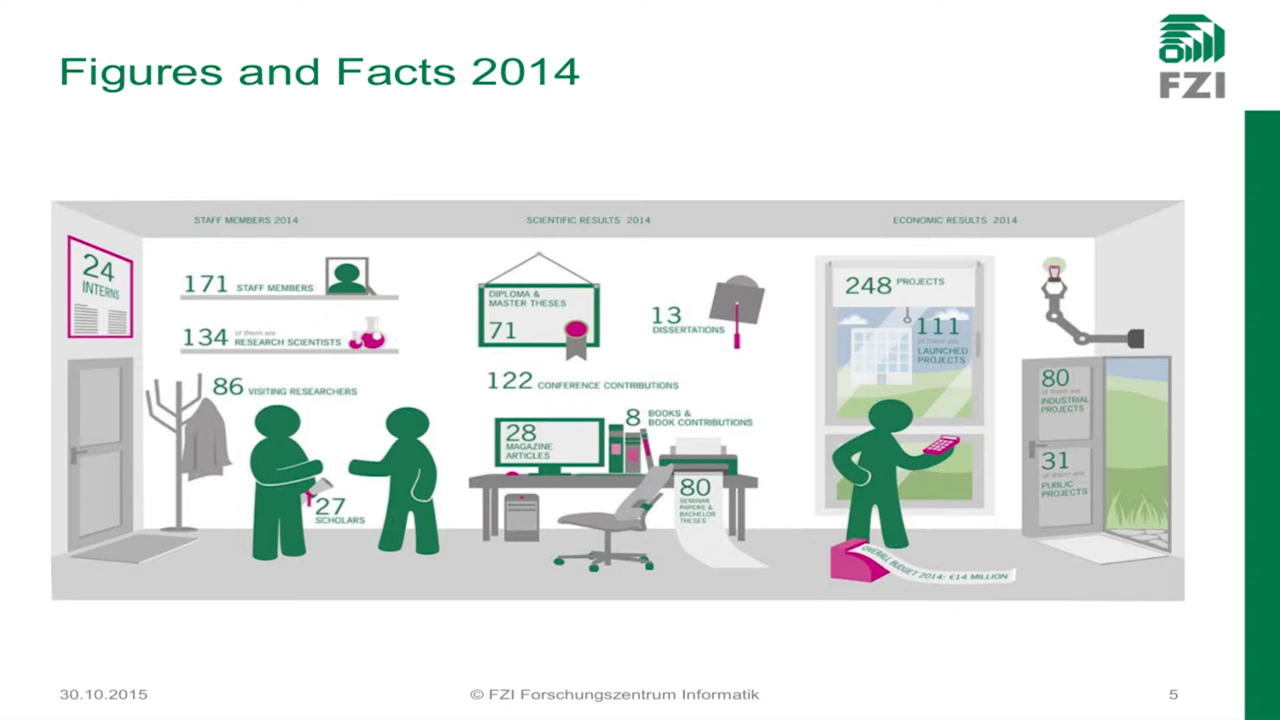 Figures and Facts 2014
FZI
STAFF MEMBERS 2014
24
INTERNS
171 STAFF MEMBERS
134 of them are
RESEARCH SCIENTISTS
86 VISITING RESEARCHERS
27
SCHOLARS
SCIENTIFIC RESULTS 2014
DIPLOMA &
MASTER THESES
71
13
DISSERTATIONS
122 CONFERENCE CONTRIBUTIONS
28
MAGAZINE
ARTICLES
8 BOOKS &
BOOK CONTRIBUTIONS
80
SEMINAR
PAPERS &
BACHELOR
THESES
ECONOMIC RESULTS 2014
248 PROJECTS
111
of them are
LAUNCHED
PROJECTS
80
of them are
INDUSTRIAL
PROJECTS
31
of them are
PUBLIC
PROJECTS
OVERALL BUDGET 2014: €14 MILLION
30.10.2015
© FZI Forschungszentrum Informatik
5